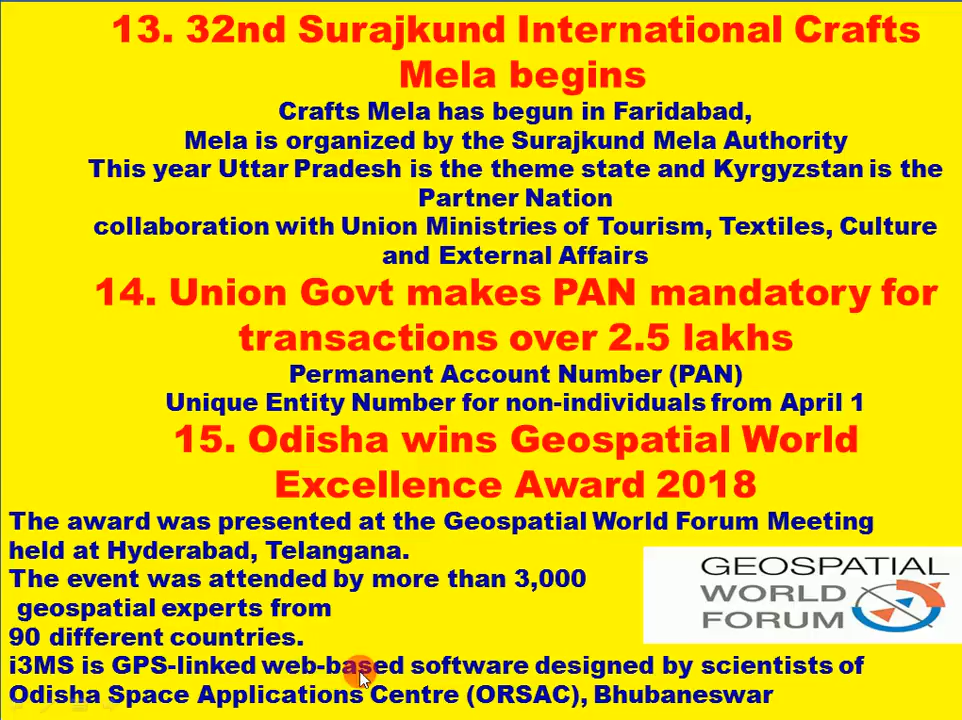 13. 32nd Surajkund International Crafts
Mela begins
Crafts Mela has begun in Faridabad,
Mela is organized by the Surajkund Mela Authority
This year Uttar Pradesh is the theme state and Kyrgyzstan is the
Partner Nation
collaboration with Union Ministries of Tourism, Textiles, Culture
and External Affairs
14. Union Govt makes PAN mandatory for
transactions over 2.5 lakhs
Permanent Account Number (PAN)
Unique Entity Number for non-individuals from April 1
15. Odisha wins Geospatial World
Excellence Award 2018
The award was presented at the Geospatial World Forum Meeting
held at Hyderabad, Telangana.
The event was attended by more than 3,000
geospatial experts from
90 different countries.
i3MS is GPS-linked web-based software designed by scientists of
Odisha Space Applications Centre (ORSAC), Bhubaneswar
GEOSPATIAL
WORLD
FORUM